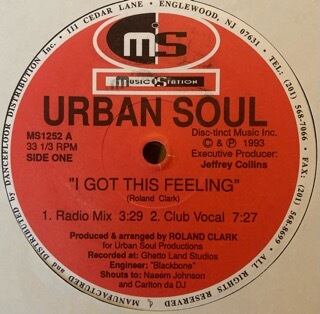 MANUFACTURED and DISTRIBUTED by DANCEFLOOR DISTRIBUTION Inc. • 111 CEDAR LANE • ENGLEWOOD, NJ 07631 • TEL: (201) 568-7066 • FAX: (201) 568-8699 • ALL RIGHTS RESERVED •
m's
MUSIC STATION
URBAN SOUL
MS1252 A
33 1/3 RPM
SIDE ONE
Disc-tinct Music Inc.
© & ℗ 1993
Executive Producer:
Jeffrey Collins
"I GOT THIS FEELING"
(Roland Clark)
1. Radio Mix 3:29 2. Club Vocal 7:27
Produced & arranged by ROLAND CLARK
for Urban Soul Productions
Recorded at: Ghetto Land Studios
Engineer: "Blackbone"
Shouts to: Naeem Johnson
and Carlton da DJ